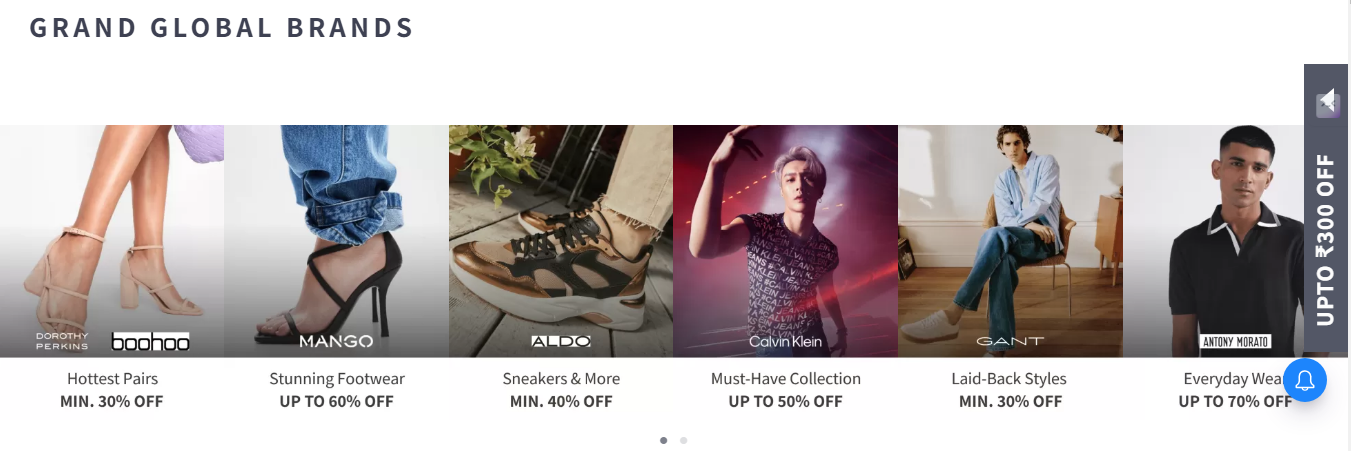 GRAND GLOBAL BRANDS
DOROTHY
PERKINS
boohoo
MANGO
ALDO
Calvin Klein
GANT
ANTONY MORATO
Hottest Pairs
MIN. 30% OFF
Stunning Footwear
UP TO 60% OFF
Sneakers & More
MIN. 40% OFF
Must-Have Collection
UP TO 50% OFF
Laid-Back Styles
MIN. 30% OFF
Everyday
UP TO 70% OFF
UPTO ₹300 OFF